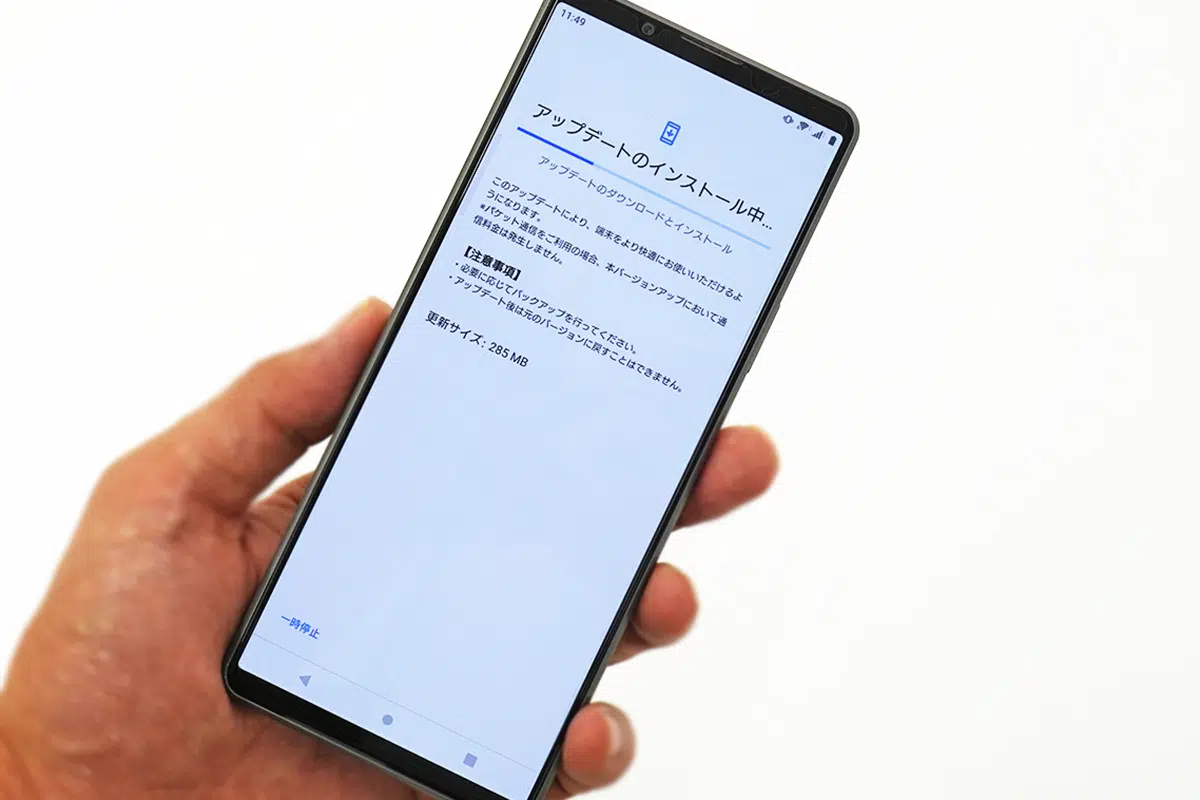 11:49
アップデートのインストール中...
アップデートのダウンロードとインストール
このアップデートにより、端末をより快適にお使いいただけるよ
うになります。
*パケット通信をご利用の場合、本バージョンアップにおいて通
信料金は発生しません。
【注意事項】
・必要に応じてバックアップを行ってください。
・アップデート後は元のバージョンに戻すことはできません。
更新サイズ: 285 MB
一時停止